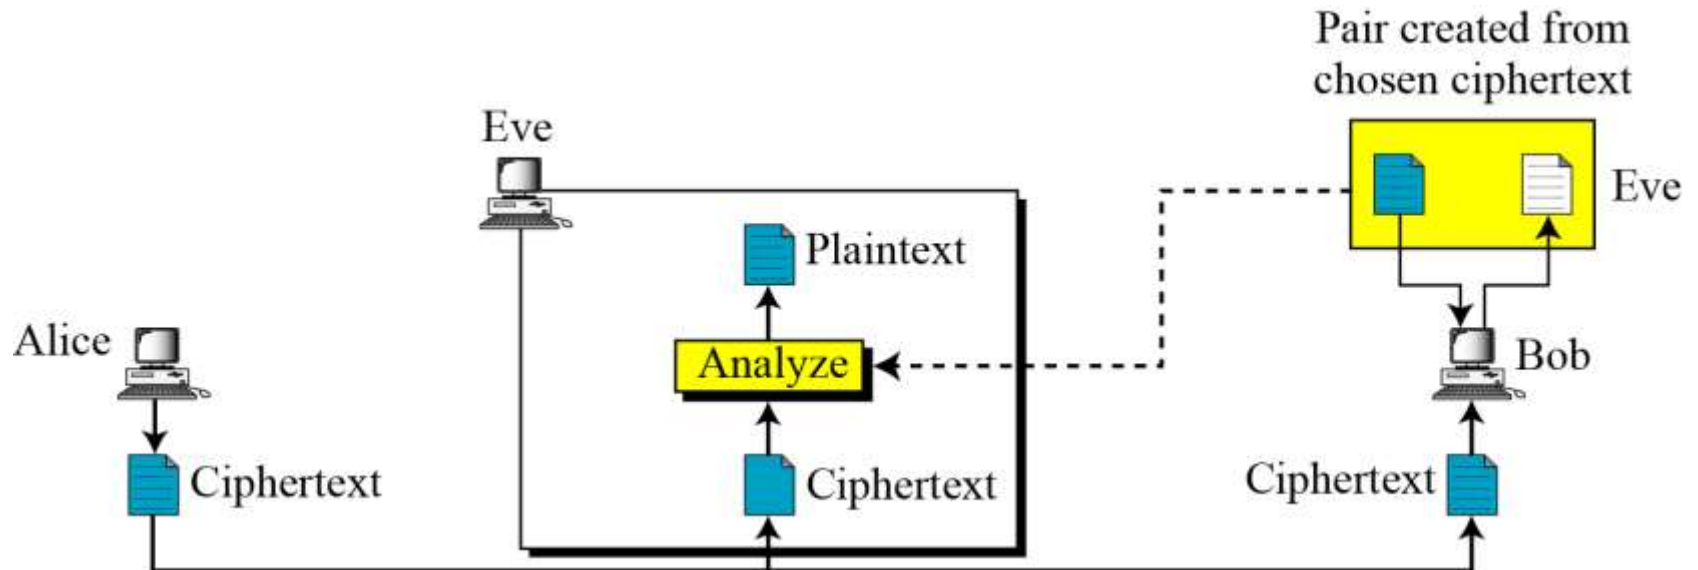 Pair created from
chosen ciphertext
Eve
Eve
Plaintext
Alice
Analyze
Bob
Ciphertext
Ciphertext
Ciphertext